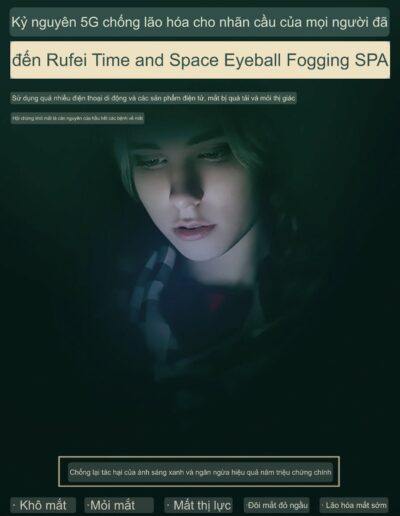 Kỷ nguyên 5G chống lão hóa cho nhãn cầu của mọi người đã
đến Rufei Time and Space Eyeball Fogging SPA
Sử dụng quá nhiều điện thoại di động và các sản phẩm điện tử, mắt bị quá tải và mỏi thị giác
Hội chứng khô mắt là căn nguyên của hầu hết các bệnh về mắt
Chống lại tác hại của ánh sáng xanh và ngăn ngừa hiệu quả năm triệu chứng chính
· Khô mắt ·Mỏi mắt · Mất thị lực ·Đôi mắt đỏ ngầu · Lão hóa mắt sớm